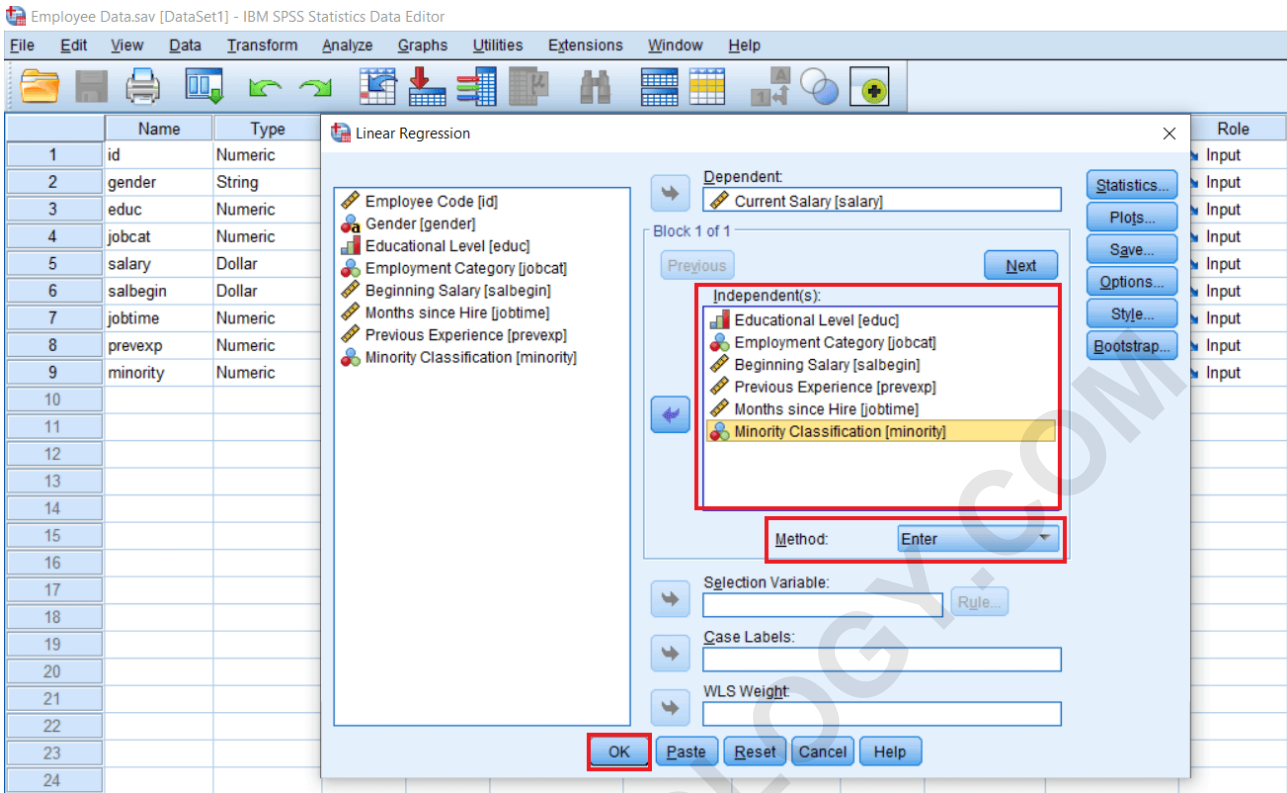 Employee Data.sav [DataSet1] - IBM SPSS Statistics Data Editor
File Edit View Data Transform Analyze Graphs Utilities Extensions Window Help
Name Type Role
1 id Numeric Input
2 gender String Input
3 educ Numeric Input
4 jobcat Numeric Input
5 salary Dollar Input
6 salbegin Dollar Input
7 jobtime Numeric Input
8 prevexp Numeric Input
9 minority Numeric Input
10
11
12
13
14
15
16
17
18
19
20
21
22
23
24
Linear Regression
Employee Code [id]
Gender [gender]
Educational Level [educ]
Employment Category [jobcat]
Beginning Salary [salbegin]
Months since Hire [jobtime]
Previous Experience [prevexp]
Minority Classification [minority]
Dependent:
Current Salary [salary]
Block 1 of 1
Previous Next
Independent(s):
Educational Level [educ]
Employment Category [jobcat]
Beginning Salary [salbegin]
Previous Experience [prevexp]
Months since Hire [jobtime]
Minority Classification [minority]
Method: Enter
Selection Variable:
Rule...
Case Labels:
WLS Weight:
Statistics...
Plots...
Save...
Options...
Style...
Bootstrap...
OK Paste Reset Cancel Help
LOGY.COM